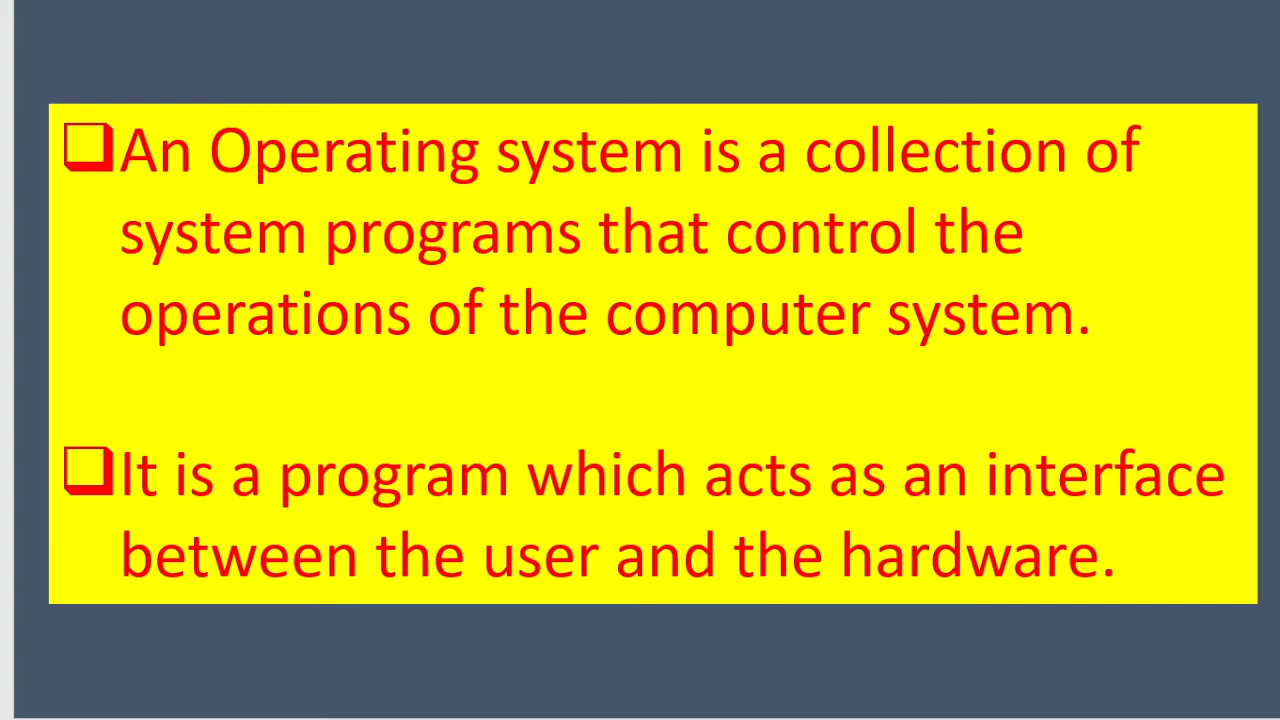 ❑An Operating system is a collection of
system programs that control the
operations of the computer system.
❑It is a program which acts as an interface
between the user and the hardware.